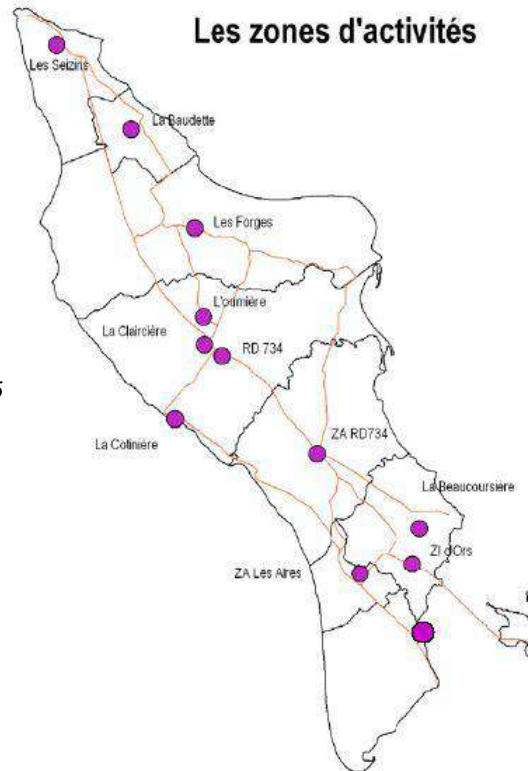 Les zones d'activités
Les Seizins
La Baudette
Les Forges
L'oumière
La Clairière
RD 734
La Cotinière
ZA RD734
La Beaucoursière
ZI d'Ors
ZA Les Aires